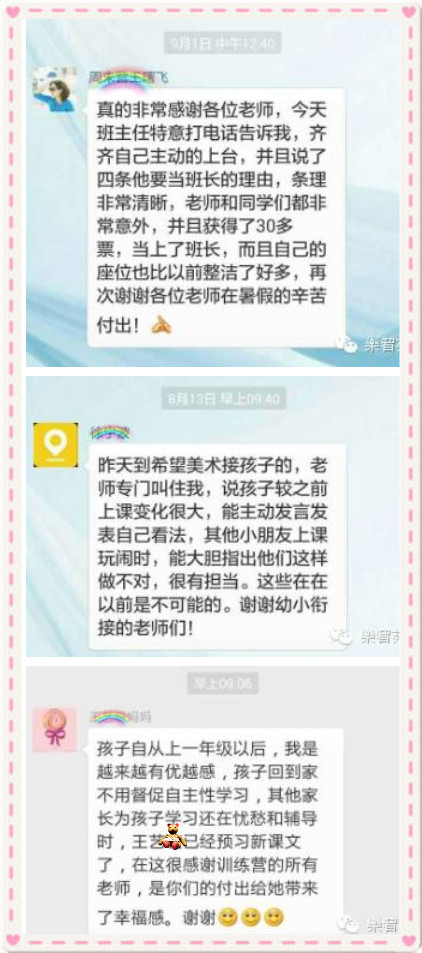 9月1日 中午12:40
真的非常感谢各位老师，今天
班主任特意打电话告诉我，齐
齐自己主动的上台，并且说了
四条他要当班长的理由，条理
非常清晰，老师和同学们都非
常意外，并且获得了30多
票，当上了班长，而且自己的
座位也比以前整洁了好多，再
次谢谢各位老师在暑假的辛苦
付出！
樂智
8月13日 早上09:40
昨天到希望美术接孩子的，老
师专门叫住我，说孩子较之前
上课变化很大，能主动发言发
表自己看法，其他小朋友上课
玩闹时，能大胆指出他们这样
做不对，很有担当。这些在在
以前是不可能的。谢谢幼小衔
接的老师们！
樂智
早上09:06
妈妈
孩子自从上一年级以后，我是
越来越有优越感，孩子回到家
不用督促自主性学习，其他家
长为孩子学习还在忧愁和辅导
时，王艺 已经预习新课文
了，在这很感谢训练营的所有
老师，是你们的付出给她带来
了幸福感。谢谢
樂智